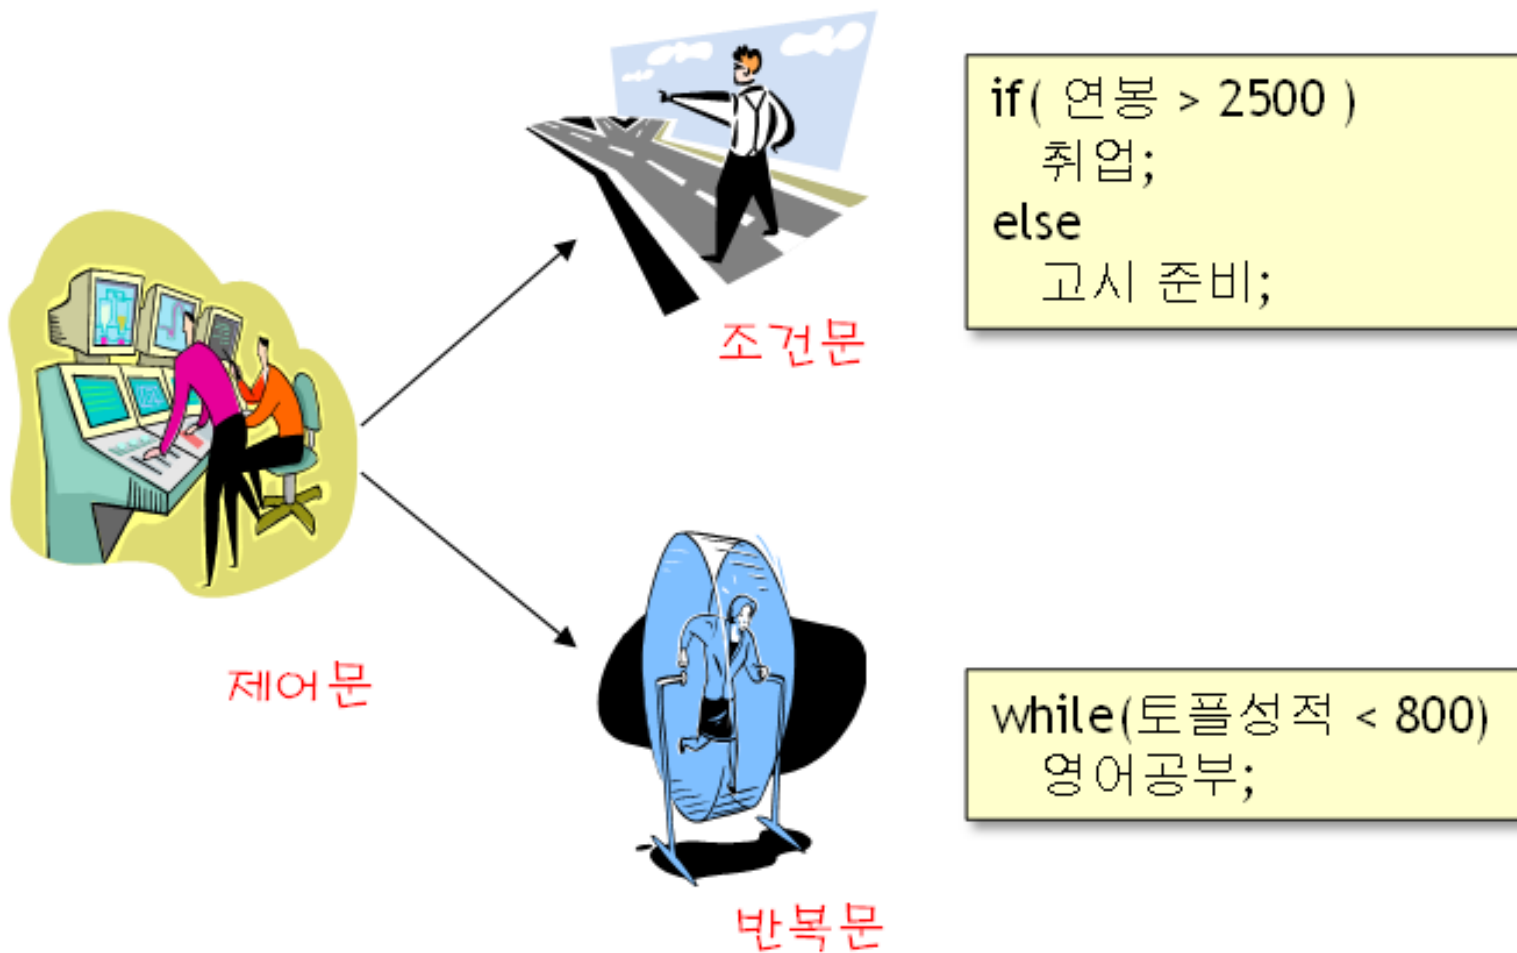 if( 연봉 > 2500 )
취업;
else
고시 준비;
조건문
제어문
while(토플성적 < 800)
영어공부;
반복문